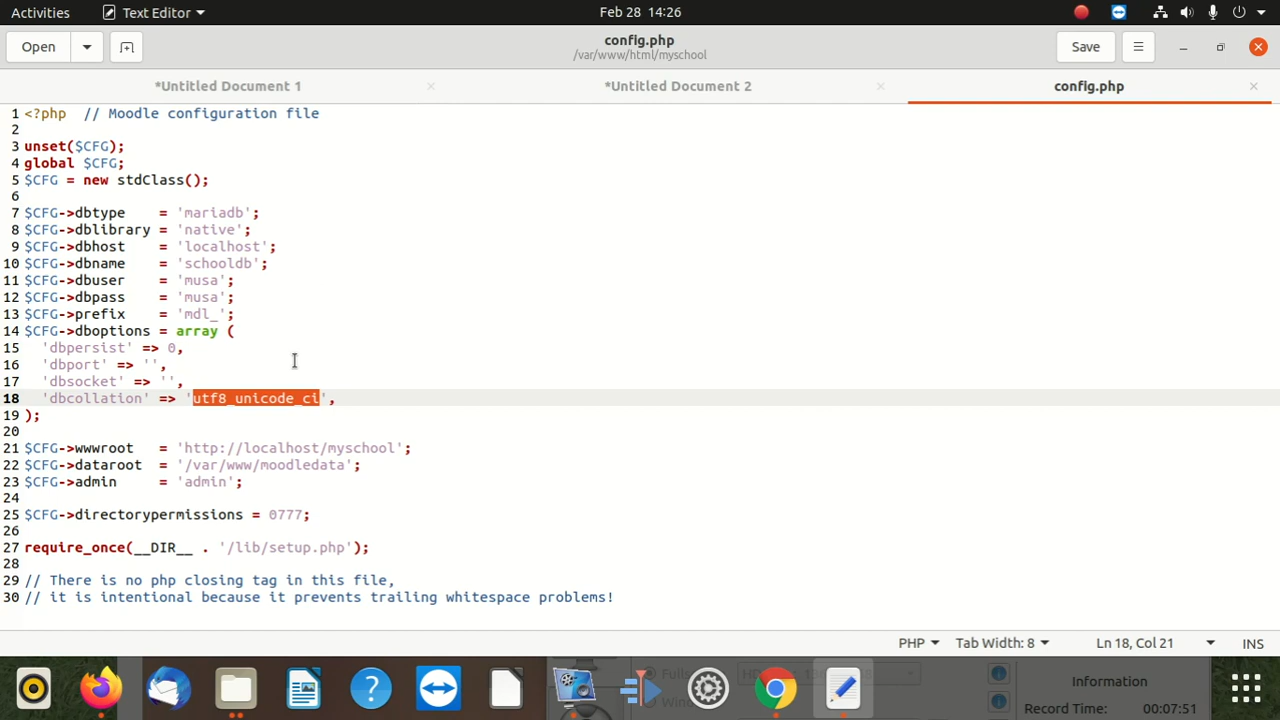 Activities Text Editor Feb 28 14:26
Open config.php Save
/var/www/html/myschool
*Untitled Document 1 *Untitled Document 2 config.php
1 <?php  // Moodle configuration file
2
3 unset($CFG);
4 global $CFG;
5 $CFG = new stdClass();
6
7 $CFG->dbtype    = 'mariadb';
8 $CFG->dblibrary = 'native';
9 $CFG->dbhost    = 'localhost';
10 $CFG->dbname    = 'schooldb';
11 $CFG->dbuser    = 'musa';
12 $CFG->dbpass    = 'musa';
13 $CFG->prefix    = 'mdl_';
14 $CFG->dboptions = array (
15   'dbpersist' => 0,
16   'dbport' => '',
17   'dbsocket' => '',
18   'dbcollation' => 'utf8_unicode_ci',
19 );
20
21 $CFG->wwwroot   = 'http://localhost/myschool';
22 $CFG->dataroot  = '/var/www/moodledata';
23 $CFG->admin     = 'admin';
24
25 $CFG->directorypermissions = 0777;
26
27 require_once(__DIR__ . '/lib/setup.php');
28
29 // There is no php closing tag in this file,
30 // it is intentional because it prevents trailing whitespace problems!
PHP Tab Width: 8 Ln 18, Col 21 INS
Information
Record Time: 00:07:51